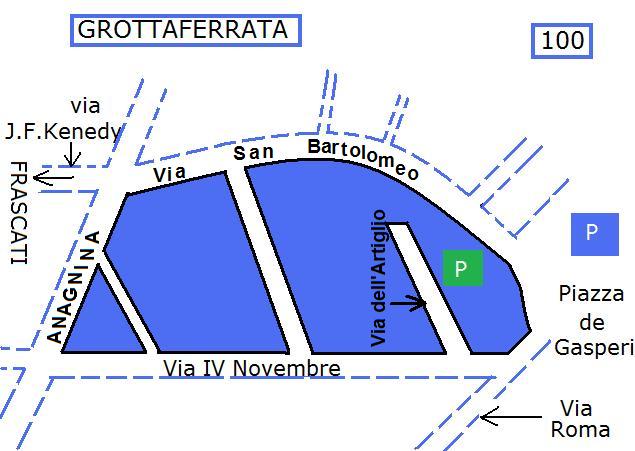 GROTTAFERRATA
100
via
J.F.Kenedy
FRASCATI
Via San Bartolomeo
ANAGNINA
Via dell'Artiglio
P
P
Piazza
de
Gasperi
Via IV Novembre
Via
Roma